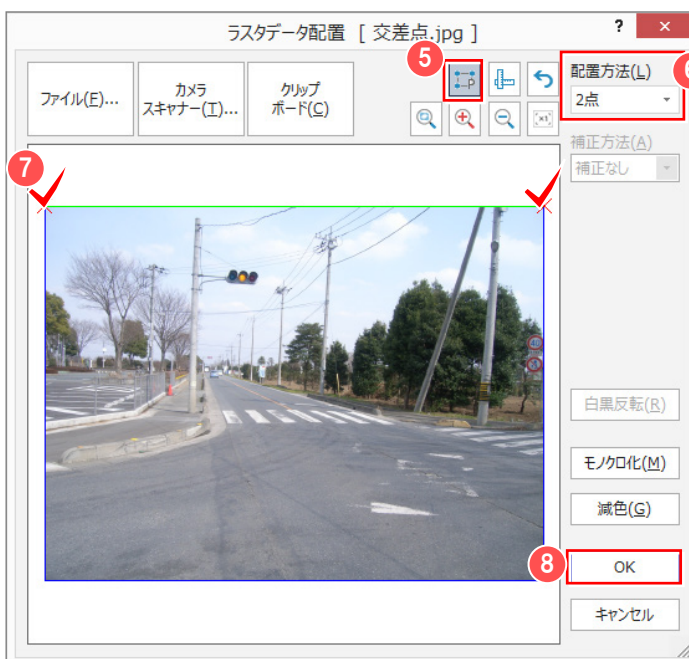 ラスタデータ配置 [ 交差点.jpg ]
? ×
5
6
ファイル(F)...
カメラ
スキャナー(T)...
クリップ
ボード(C)
P
×1
配置方法(L)
2点
補正方法(A)
補正なし
7
40
白黒反転(R)
モノクロ化(M)
減色(G)
8
OK
キャンセル